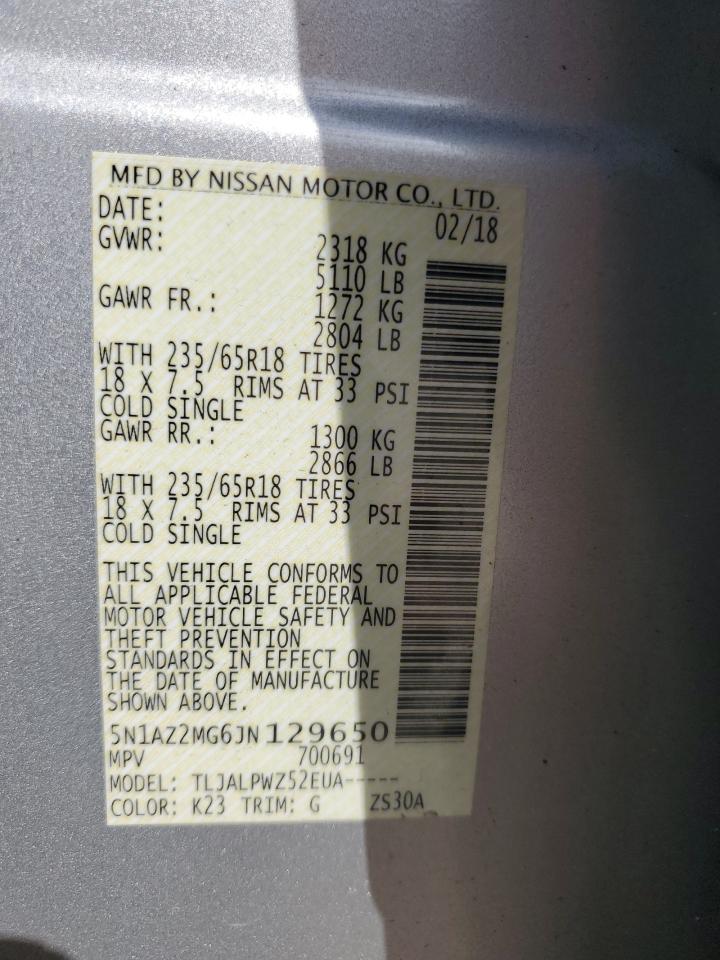 MFD BY NISSAN MOTOR CO., LTD.
DATE: 02/18
GVWR: 2318 KG
5110 LB
GAWR FR.: 1272 KG
2804 LB
WITH 235/65R18 TIRES
18 X 7.5 RIMS AT 33 PSI
COLD SINGLE
GAWR RR.: 1300 KG
2866 LB
WITH 235/65R18 TIRES
18 X 7.5 RIMS AT 33 PSI
COLD SINGLE
THIS VEHICLE CONFORMS TO
ALL APPLICABLE FEDERAL
MOTOR VEHICLE SAFETY AND
THEFT PREVENTION
STANDARDS IN EFFECT ON
THE DATE OF MANUFACTURE
SHOWN ABOVE.
5N1AZ2MG6JN129650
MPV 700691
MODEL: TLJALPWZ52EUA-----
COLOR: K23 TRIM: G ZS30A